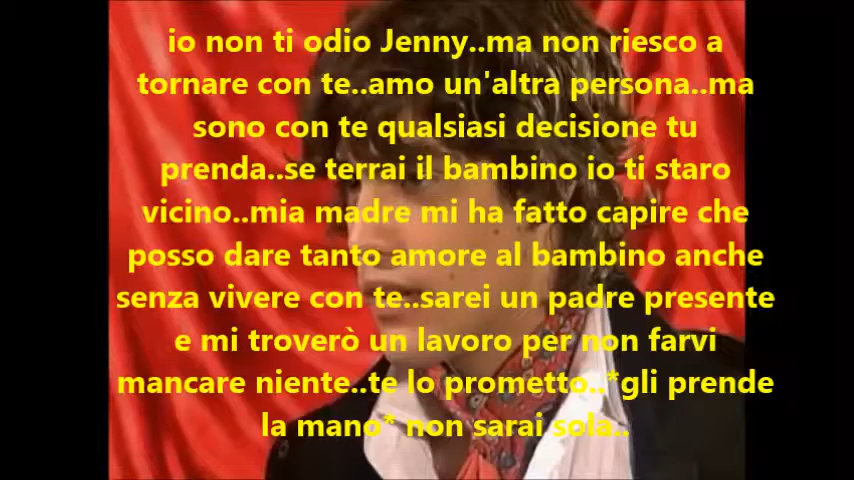 io non ti odio Jenny..ma non riesco a
tornare con te..amo un'altra persona..ma
sono con te qualsiasi decisione tu
prenda..se terrai il bambino io ti staro
vicino..mia madre mi ha fatto capire che
posso dare tanto amore al bambino anche
senza vivere con te..sarei un padre presente
e mi troverò un lavoro per non farvi
mancare niente..te lo prometto..*gli prende
la mano* non sarai sola..